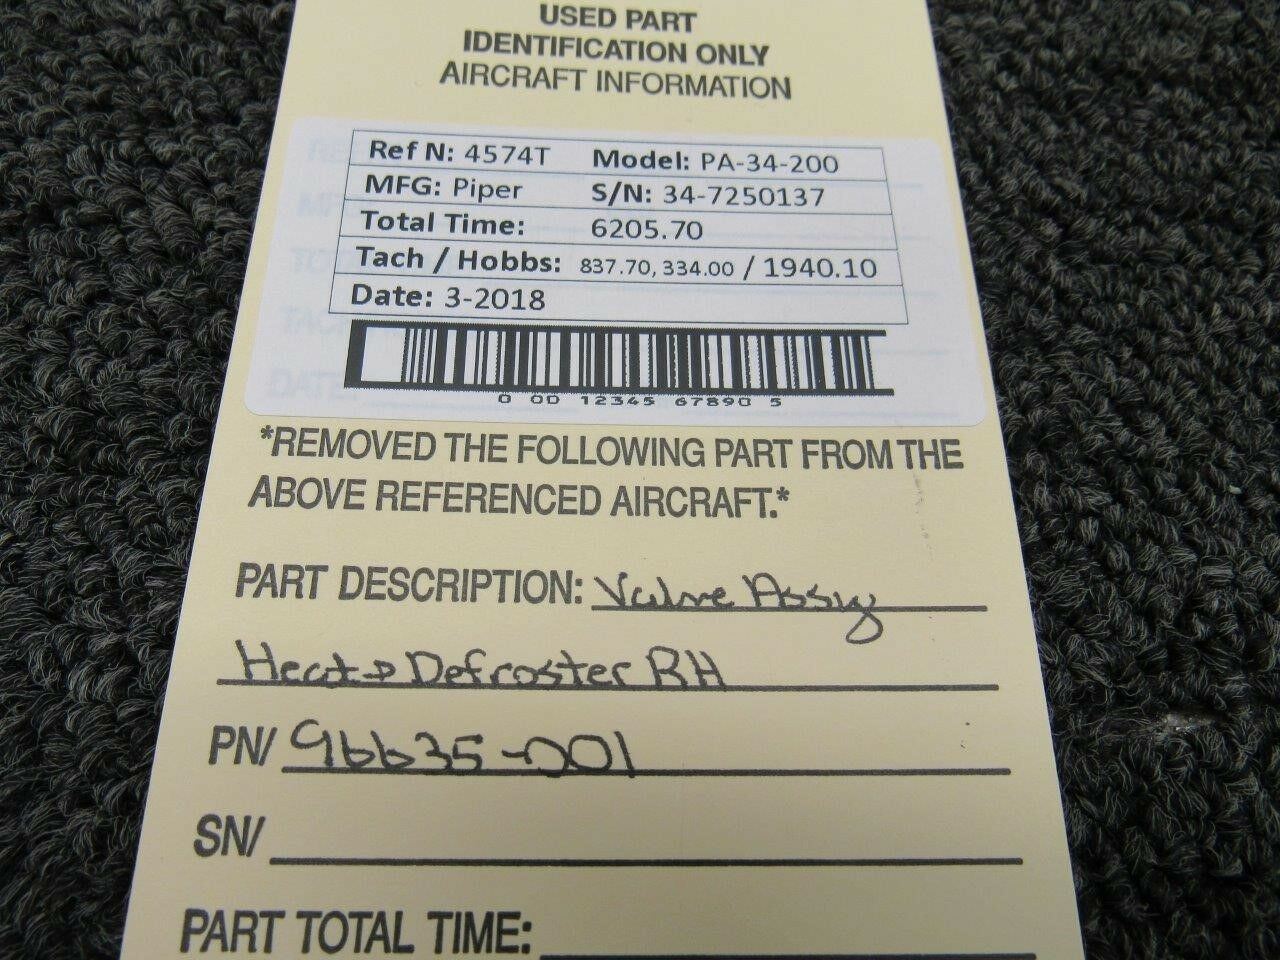 USED PART
IDENTIFICATION ONLY
AIRCRAFT INFORMATION
Ref N: 4574T Model: PA-34-200
MFG: Piper S/N: 34-7250137
Total Time: 6205.70
Tach / Hobbs: 837.70, 334.00 / 1940.10
Date: 3-2018
0 00 12345 67890 5
*REMOVED THE FOLLOWING PART FROM THE
ABOVE REFERENCED AIRCRAFT.*
PART DESCRIPTION: Valve Assy
Heat → Defroster RH
PN/ 96635-001
SN/
PART TOTAL TIME: